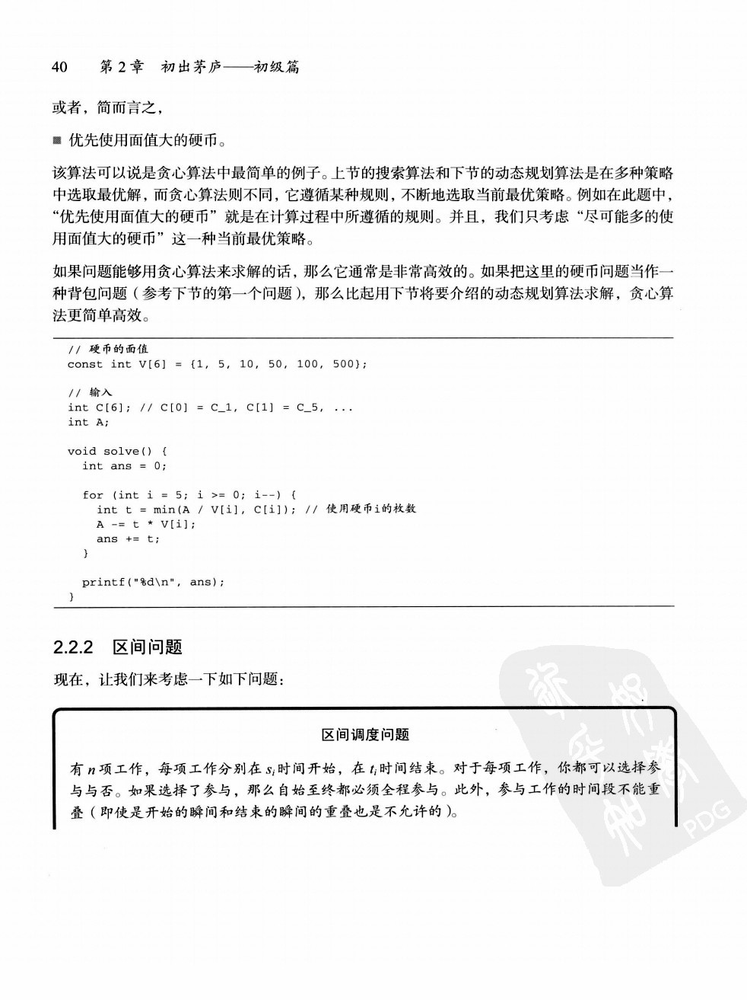 40 第2章 初出茅庐——初级篇
或者，简而言之，
■ 优先使用面值大的硬币。
该算法可以说是贪心算法中最简单的例子。上节的搜索算法和下节的动态规划算法是在多种策略
中选取最优解，而贪心算法则不同，它遵循某种规则，不断地选取当前最优策略。例如在此题中，
“优先使用面值大的硬币”就是在计算过程中所遵循的规则。并且，我们只考虑“尽可能多的使
用面值大的硬币”这一种当前最优策略。
如果问题能够用贪心算法来求解的话，那么它通常是非常高效的。如果把这里的硬币问题当作一
种背包问题（参考下节的第一个问题），那么比起用下节将要介绍的动态规划算法求解，贪心算
法更简单高效。
// 硬币的面值
const int V[6] = {1, 5, 10, 50, 100, 500};
// 输入
int C[6]; // C[0] = C_1, C[1] = C_5, ...
int A;
void solve() {
int ans = 0;
for (int i = 5; i >= 0; i--) {
int t = min(A / V[i], C[i]); // 使用硬币i的枚数
A -= t * V[i];
ans += t;
}
printf("%d\n", ans);
}
2.2.2 区间问题
现在，让我们来考虑一下如下问题：
区间调度问题
有 n 项工作，每项工作分别在 si 时间开始，在 ti 时间结束。对于每项工作，你都可以选择参
与与否。如果选择了参与，那么自始至终都必须全程参与。此外，参与工作的时间段不能重
叠（即使是开始的瞬间和结束的瞬间的重叠也是不允许的）。
PDG